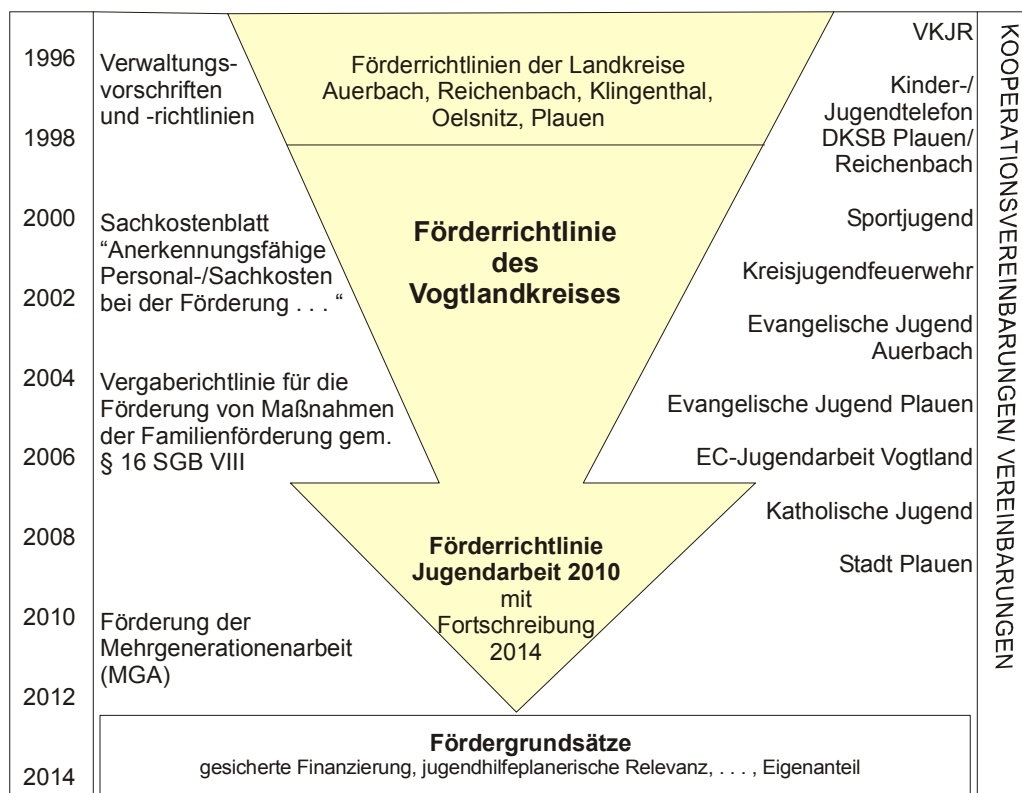 1996
1998
2000
2002
2004
2006
2008
2010
2012
2014
Verwaltungs-
vorschriften
und -richtlinien
Sachkostenblatt
“Anerkennungsfähige
Personal-/Sachkosten
bei der Förderung . . . “
Vergaberichtlinie für die
Förderung von Maßnahmen
der Familienförderung gem.
§ 16 SGB VIII
Förderung der
Mehrgenerationenarbeit
(MGA)
Förderrichtlinien der Landkreise
Auerbach, Reichenbach, Klingenthal,
Oelsnitz, Plauen
Förderrichtlinie
des
Vogtlandkreises
Förderrichtlinie
Jugendarbeit 2010
mit
Fortschreibung
2014
VKJR
Kinder-/
Jugendtelefon
DKSB Plauen/
Reichenbach
Sportjugend
Kreisjugendfeuerwehr
Evangelische Jugend
Auerbach
Evangelische Jugend Plauen
EC-Jugendarbeit Vogtland
Katholische Jugend
Stadt Plauen
KOOPERATIONSVEREINBARUNGEN/ VEREINBARUNGEN
Fördergrundsätze
gesicherte Finanzierung, jugendhilfeplanerische Relevanz, . . . , Eigenanteil